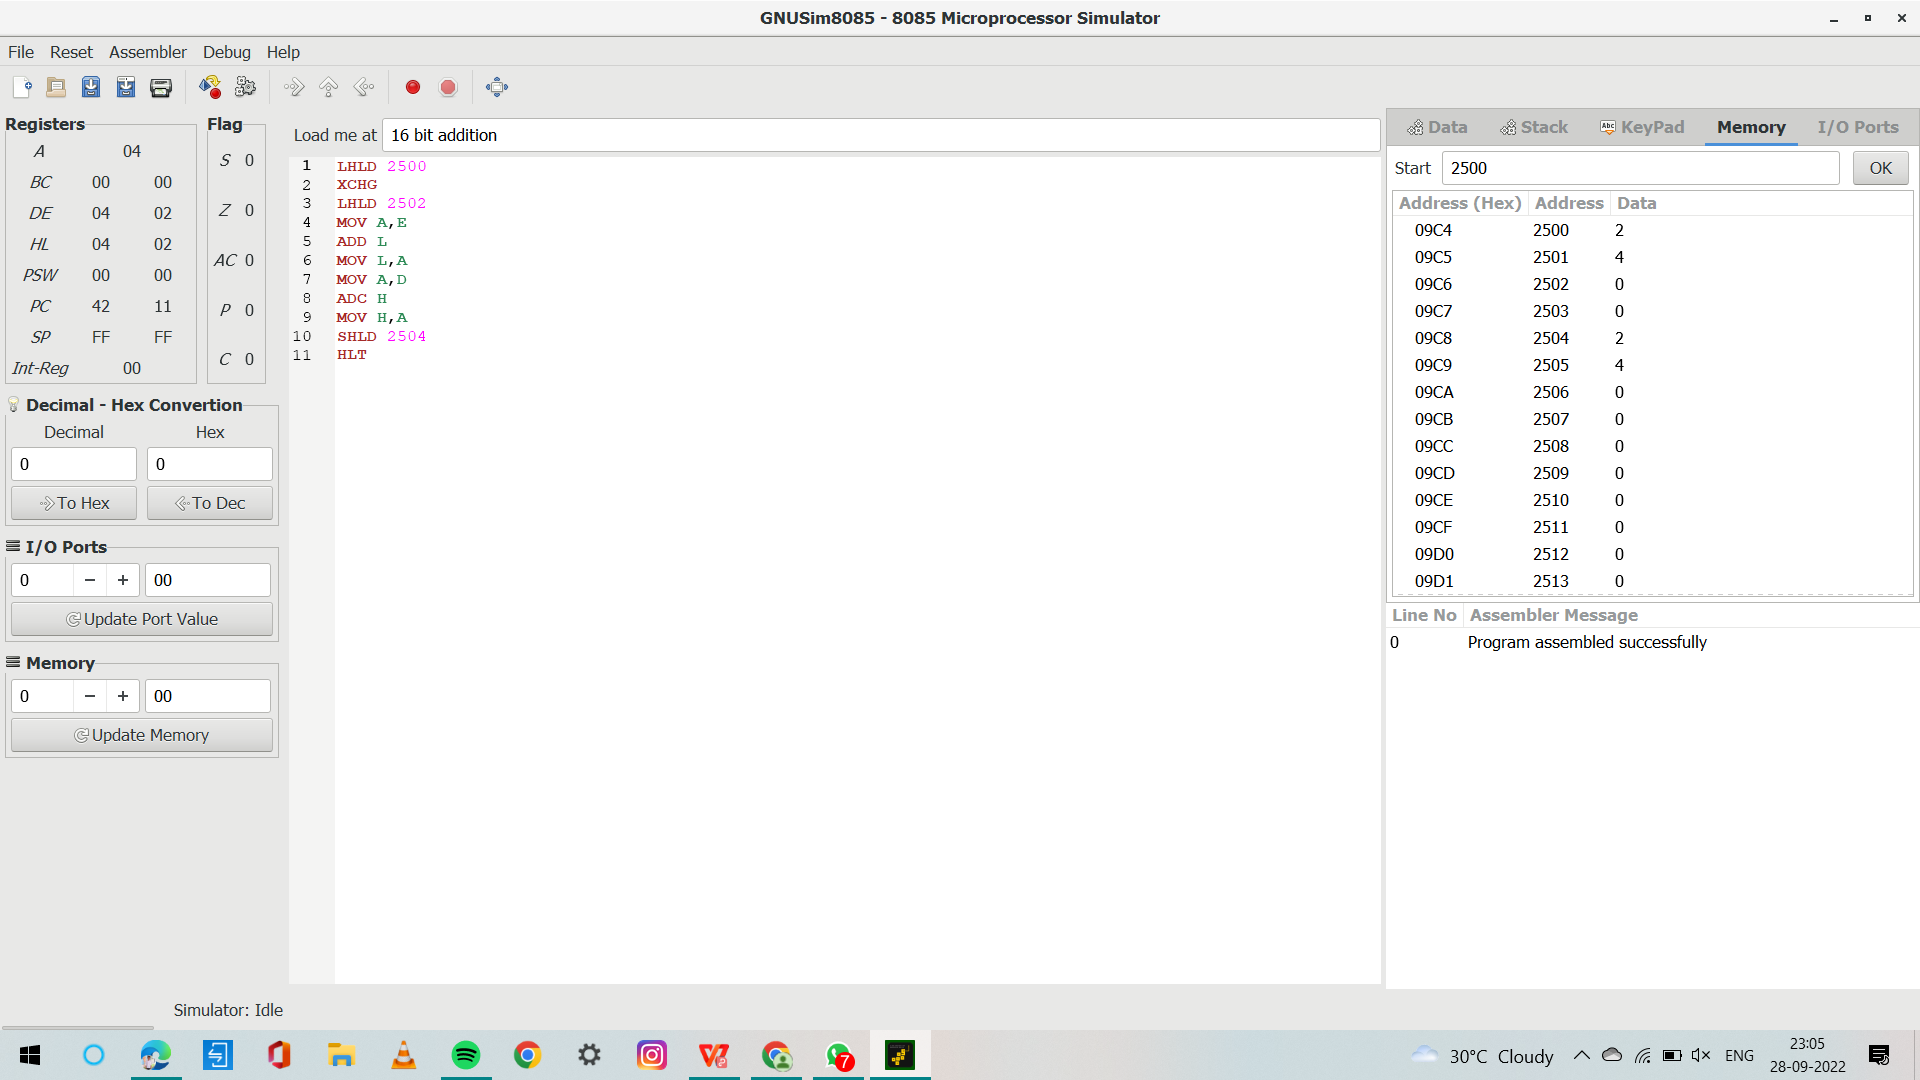 GNUSim8085 - 8085 Microprocessor Simulator
File Reset Assembler Debug Help
Registers
A 04
BC 00 00
DE 04 02
HL 04 02
PSW 00 00
PC 42 11
SP FF FF
Int-Reg 00
Flag
S 0
Z 0
AC 0
P 0
C 0
Decimal - Hex Convertion
Decimal Hex
0 0
To Hex To Dec
I/O Ports
0 − + 00
Update Port Value
Memory
0 − + 00
Update Memory
Load me at 16 bit addition
1 LHLD 2500
2 XCHG
3 LHLD 2502
4 MOV A,E
5 ADD L
6 MOV L,A
7 MOV A,D
8 ADC H
9 MOV H,A
10 SHLD 2504
11 HLT
Data Stack Abc KeyPad Memory I/O Ports
Start 2500 OK
Address (Hex) Address Data
09C4 2500 2
09C5 2501 4
09C6 2502 0
09C7 2503 0
09C8 2504 2
09C9 2505 4
09CA 2506 0
09CB 2507 0
09CC 2508 0
09CD 2509 0
09CE 2510 0
09CF 2511 0
09D0 2512 0
09D1 2513 0
Line No Assembler Message
0 Program assembled successfully
Simulator: Idle
7 30°C Cloudy ENG 23:05
28-09-2022